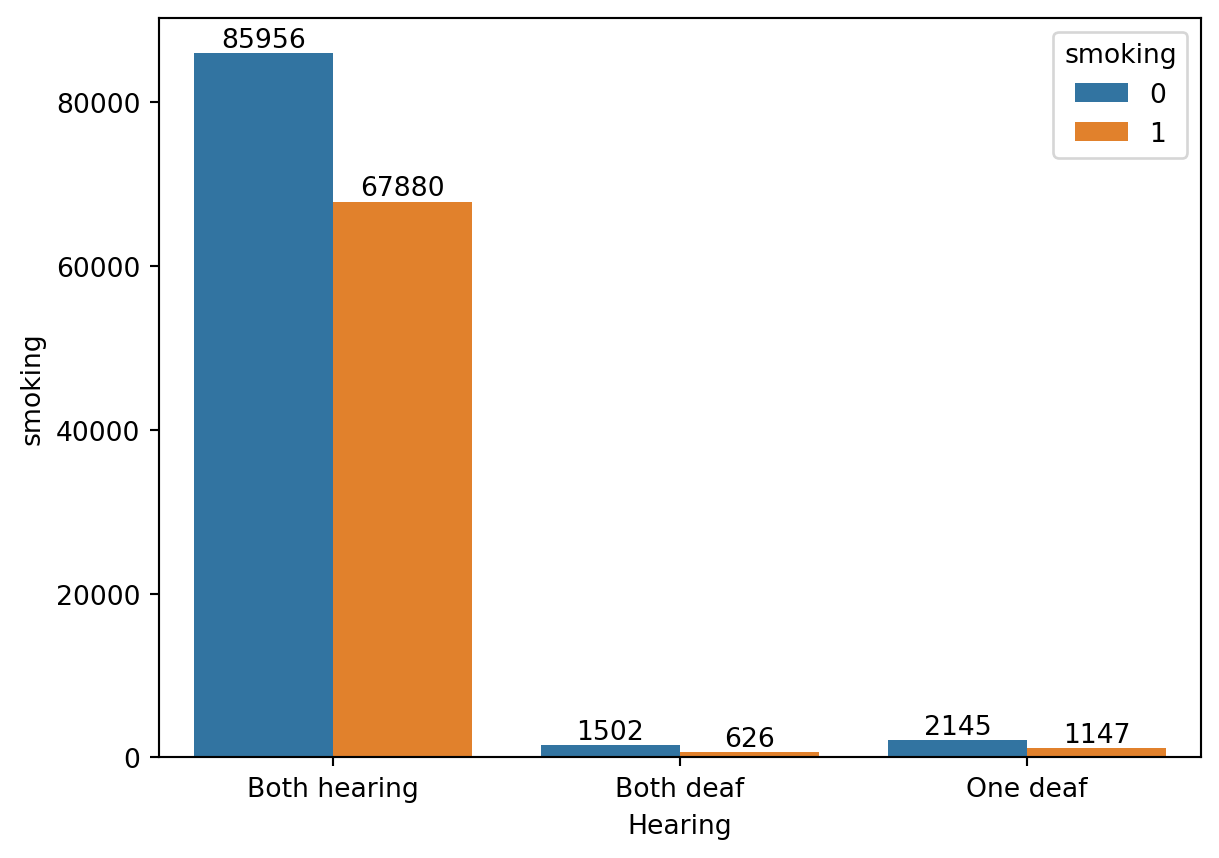 85956
67880
1502
626
2145
1147
smoking
0
1
80000
60000
40000
20000
0
smoking
Both hearing
Both deaf
One deaf
Hearing